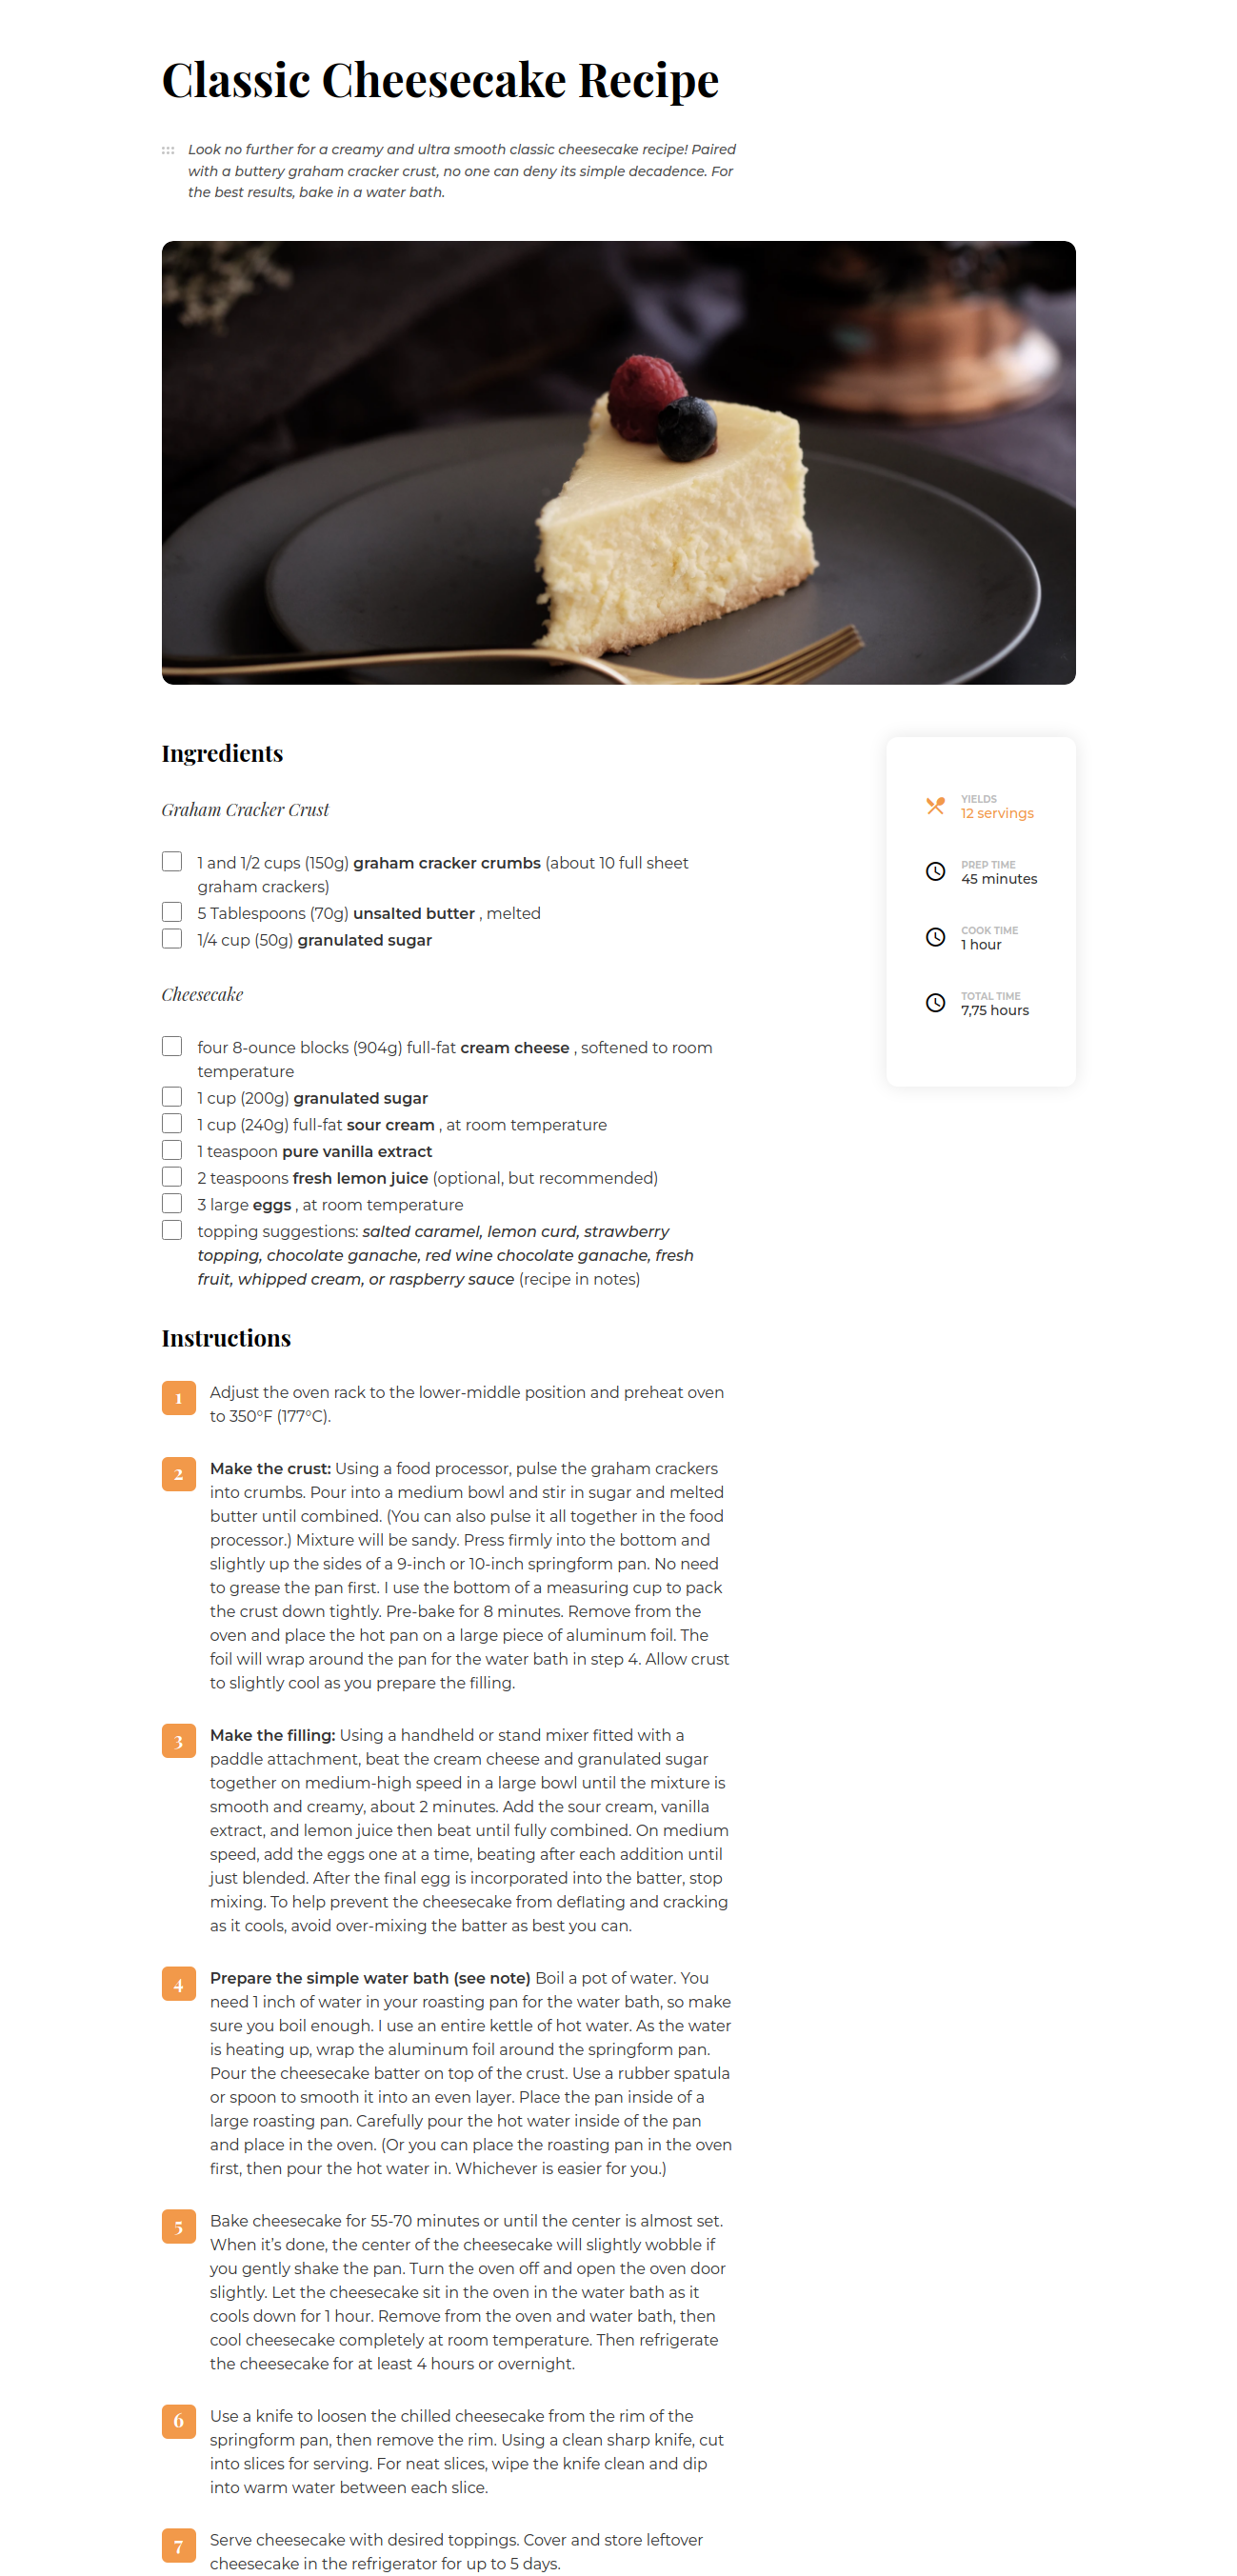 Classic Cheesecake Recipe
Look no further for a creamy and ultra smooth classic cheesecake recipe! Paired
with a buttery graham cracker crust, no one can deny its simple decadence. For
the best results, bake in a water bath.
Ingredients
Graham Cracker Crust
1 and 1/2 cups (150g) graham cracker crumbs (about 10 full sheet
graham crackers)
5 Tablespoons (70g) unsalted butter , melted
1/4 cup (50g) granulated sugar
Cheesecake
four 8-ounce blocks (904g) full-fat cream cheese , softened to room
temperature
1 cup (200g) granulated sugar
1 cup (240g) full-fat sour cream , at room temperature
1 teaspoon pure vanilla extract
2 teaspoons fresh lemon juice (optional, but recommended)
3 large eggs , at room temperature
topping suggestions: salted caramel, lemon curd, strawberry
topping, chocolate ganache, red wine chocolate ganache, fresh
fruit, whipped cream, or raspberry sauce (recipe in notes)
YIELDS
12 servings
PREP TIME
45 minutes
COOK TIME
1 hour
TOTAL TIME
7,75 hours
Instructions
1 Adjust the oven rack to the lower-middle position and preheat oven
to 350°F (177°C).
2 Make the crust: Using a food processor, pulse the graham crackers
into crumbs. Pour into a medium bowl and stir in sugar and melted
butter until combined. (You can also pulse it all together in the food
processor.) Mixture will be sandy. Press firmly into the bottom and
slightly up the sides of a 9-inch or 10-inch springform pan. No need
to grease the pan first. I use the bottom of a measuring cup to pack
the crust down tightly. Pre-bake for 8 minutes. Remove from the
oven and place the hot pan on a large piece of aluminum foil. The
foil will wrap around the pan for the water bath in step 4. Allow crust
to slightly cool as you prepare the filling.
3 Make the filling: Using a handheld or stand mixer fitted with a
paddle attachment, beat the cream cheese and granulated sugar
together on medium-high speed in a large bowl until the mixture is
smooth and creamy, about 2 minutes. Add the sour cream, vanilla
extract, and lemon juice then beat until fully combined. On medium
speed, add the eggs one at a time, beating after each addition until
just blended. After the final egg is incorporated into the batter, stop
mixing. To help prevent the cheesecake from deflating and cracking
as it cools, avoid over-mixing the batter as best you can.
4 Prepare the simple water bath (see note) Boil a pot of water. You
need 1 inch of water in your roasting pan for the water bath, so make
sure you boil enough. I use an entire kettle of hot water. As the water
is heating up, wrap the aluminum foil around the springform pan.
Pour the cheesecake batter on top of the crust. Use a rubber spatula
or spoon to smooth it into an even layer. Place the pan inside of a
large roasting pan. Carefully pour the hot water inside of the pan
and place in the oven. (Or you can place the roasting pan in the oven
first, then pour the hot water in. Whichever is easier for you.)
5 Bake cheesecake for 55-70 minutes or until the center is almost set.
When it’s done, the center of the cheesecake will slightly wobble if
you gently shake the pan. Turn the oven off and open the oven door
slightly. Let the cheesecake sit in the oven in the water bath as it
cools down for 1 hour. Remove from the oven and water bath, then
cool cheesecake completely at room temperature. Then refrigerate
the cheesecake for at least 4 hours or overnight.
6 Use a knife to loosen the chilled cheesecake from the rim of the
springform pan, then remove the rim. Using a clean sharp knife, cut
into slices for serving. For neat slices, wipe the knife clean and dip
into warm water between each slice.
7 Serve cheesecake with desired toppings. Cover and store leftover
cheesecake in the refrigerator for up to 5 days.